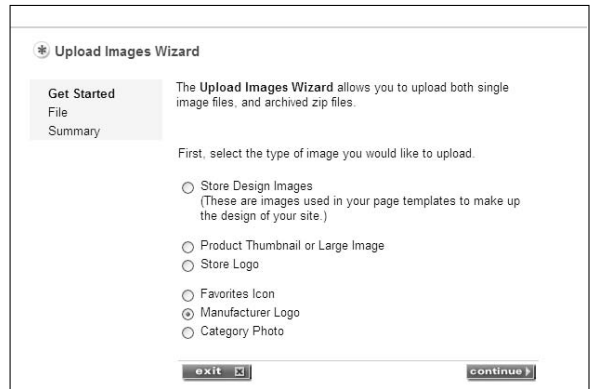 Upload Images Wizard
Get Started
File
Summary
The Upload Images Wizard allows you to upload both single
image files, and archived zip files.
First, select the type of image you would like to upload.
Store Design Images
(These are images used in your page templates to make up
the design of your site.)
Product Thumbnail or Large Image
Store Logo
Favorites Icon
Manufacturer Logo
Category Photo
exit
continue